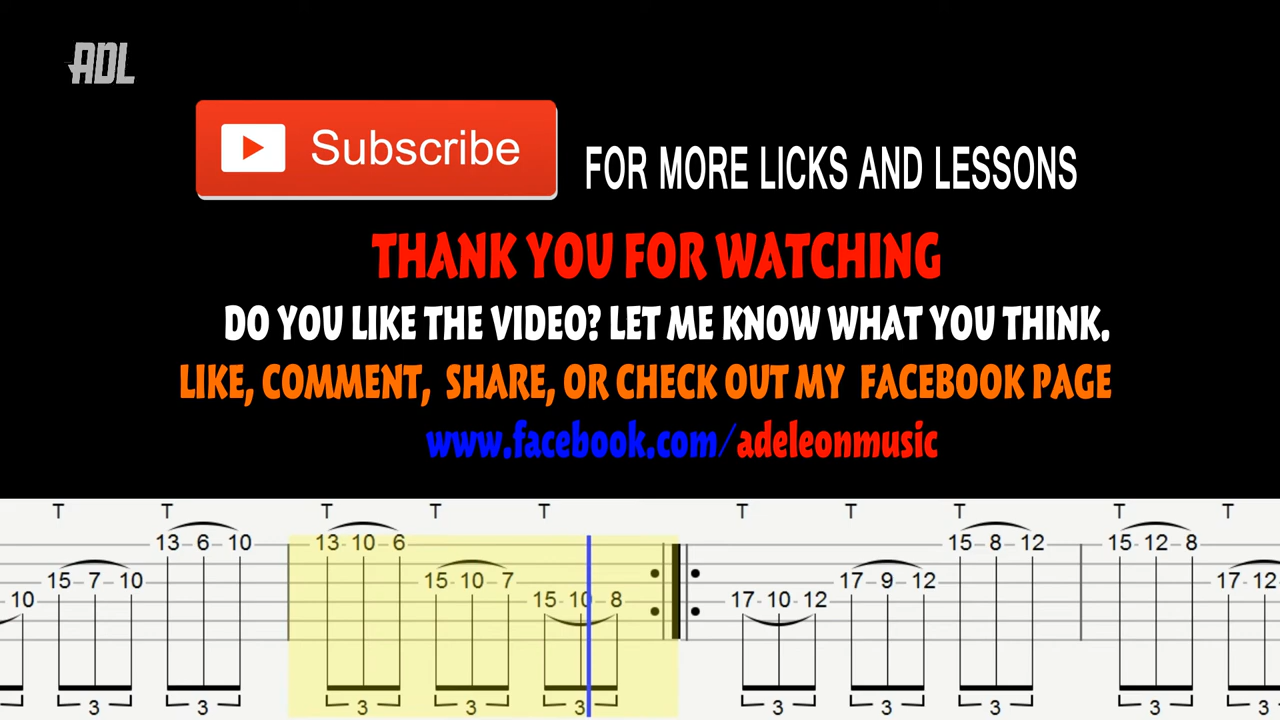 ADL
Subscribe
FOR MORE LICKS AND LESSONS
THANK YOU FOR WATCHING
DO YOU LIKE THE VIDEO? LET ME KNOW WHAT YOU THINK.
LIKE, COMMENT, SHARE, OR CHECK OUT MY FACEBOOK PAGE
www.facebook.com/adeleonmusic
T T T T T T T T T T
13 6 10 13 10 6 15 8 12 15 12 8
15 7 10 15 10 7 17 9 12 17 12
10 15 10 8 17 10 12
3 3 3 3 3 3 3 3 3 3